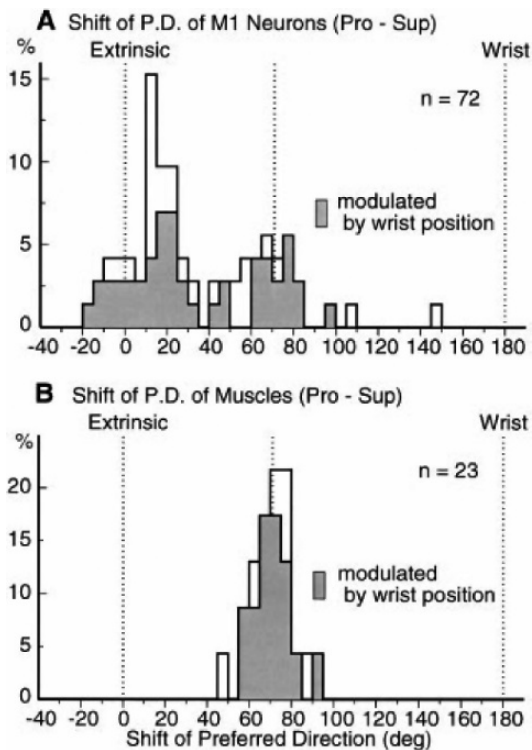 A Shift of P.D. of M1 Neurons (Pro - Sup)
% Extrinsic Wrist
15
n = 72
10
modulated
by wrist position
5
0
-40 -20 0 20 40 60 80 100 120 140 160 180
B Shift of P.D. of Muscles (Pro - Sup)
Extrinsic Wrist
%
n = 23
20
15
modulated
by wrist position
10
5
0
-40 -20 0 20 40 60 80 100 120 140 160 180
Shift of Preferred Direction (deg)